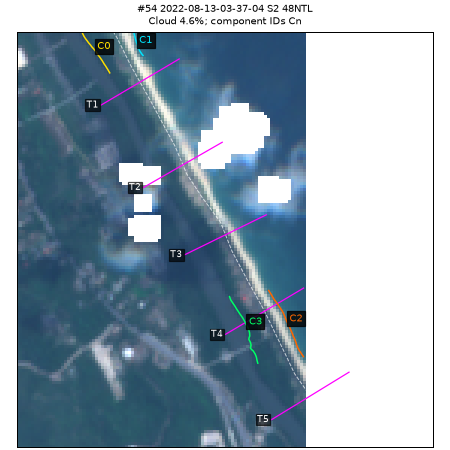 #54 2022-08-13-03-37-04 S2 48NTL
Cloud 4.6%; component IDs Cn
C1
C0
T1
T2
T3
C2
C3
T4
T5